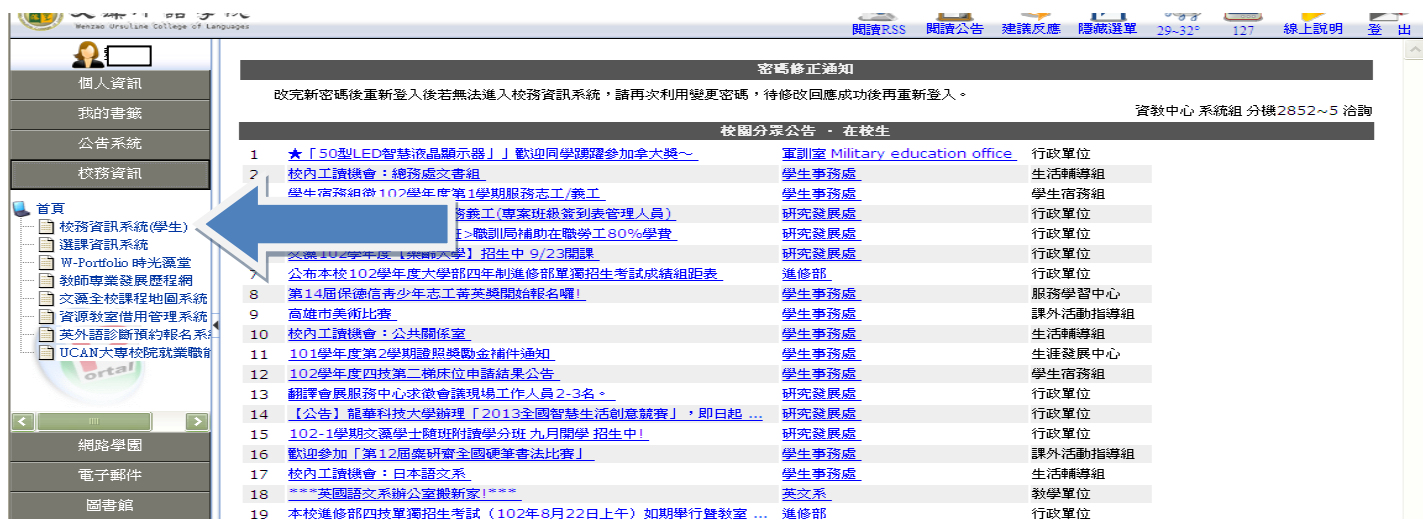 Wenzao Ursuline College of Languages
閱讀RSS 閱讀公告 建議反應 隱藏選單 29~32° 127 線上說明 登 出
個人資訊
我的書籤
公告系統
校務資訊
首頁
校務資訊系統(學生)
選課資訊系統
W-Portfolio 時光藻堂
教師專業發展歷程網
文藻全校課程地圖系統
資源教室借用管理系統
英外語診斷預約報名系
UCAN大專校院就業職能
ortal
網路學園
電子郵件
圖書館
密碼修正通知
改完新密碼後重新登入後若無法進入校務資訊系統，請再次利用變更密碼，待修改回應成功後再重新登入。
資教中心 系統組 分機2852~5 洽詢
校園分眾公告 - 在校生
1 ★「50型LED智慧液晶顯示器」」歡迎同學踴躍參加拿大獎～ 軍訓室 Military education office 行政單位
2 校內工讀機會：總務處文書組 學生事務處 生活輔導組
學生宿務組徵102學年度第1學期服務志工/義工 學生事務處 學生宿務組
務義工(專案班級簽到表管理人員) 研究發展處 行政單位
班>職訓局補助在職勞工80%學費 研究發展處 行政單位
文藻102學年度【樂齡大學】招生中 9/23開課 研究發展處 行政單位
7 公布本校102學年度大學部四年制進修部單獨招生考試成績組距表 進修部 行政單位
8 第14屆保德信青少年志工菁英獎開始報名囉! 學生事務處 服務學習中心
9 高雄市美術比賽 學生事務處 課外活動指導組
10 校內工讀機會：公共關係室 學生事務處 生活輔導組
11 101學年度第2學期證照獎勵金補件通知 學生事務處 生涯發展中心
12 102學年度四技第二梯床位申請結果公告 學生事務處 學生宿務組
13 翻譯會展服務中心求徵會議現場工作人員2-3名。 研究發展處 行政單位
14 【公告】龍華科技大學辦理「2013全國智慧生活創意競賽」，即日起 ... 研究發展處 行政單位
15 102-1學期文藻學士隨班附讀學分班 九月開學 招生中! 研究發展處 行政單位
16 歡迎參加「第12屆麋研齋全國硬筆書法比賽」 學生事務處 課外活動指導組
17 校內工讀機會：日本語文系 學生事務處 生活輔導組
18 ***英國語文系辦公室搬新家!*** 英文系 教學單位
19 本校進修部四技單獨招生考試（102年8月22日上午）如期舉行暨教室 ... 進修部 行政單位